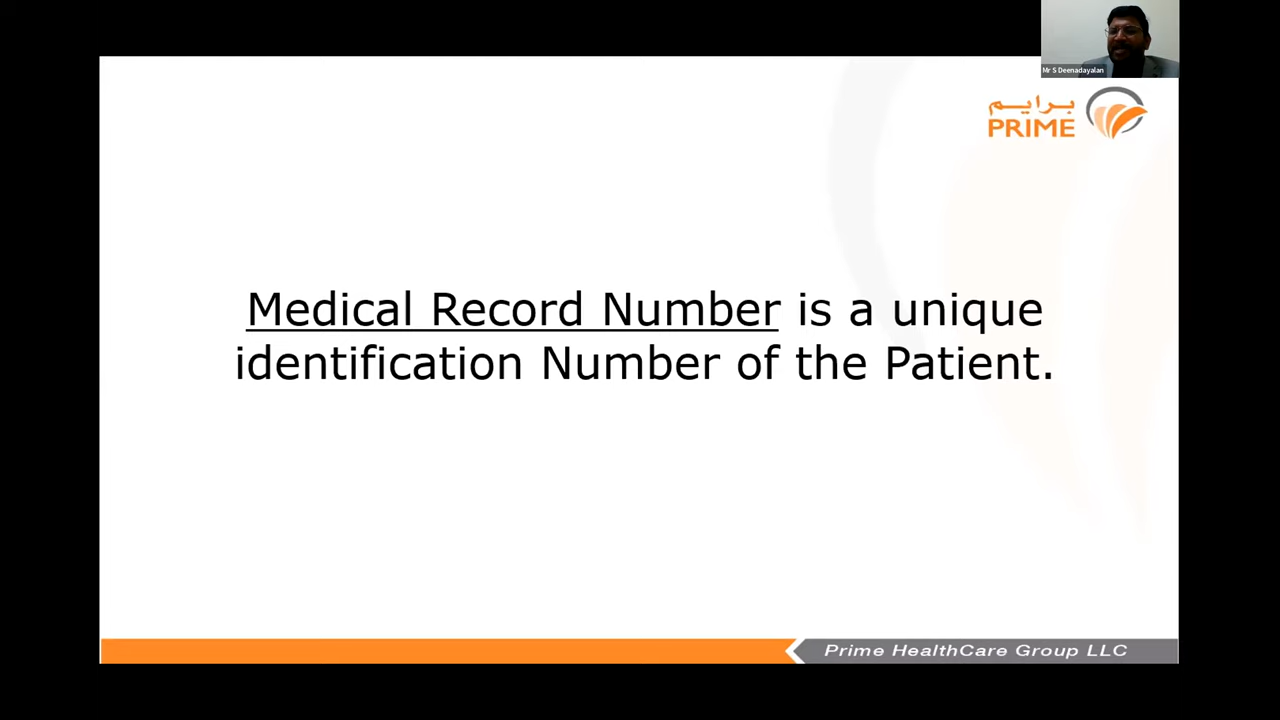 Mr S Deenadayalan
برايم
PRIME
Medical Record Number is a unique
identification Number of the Patient.
Prime HealthCare Group LLC